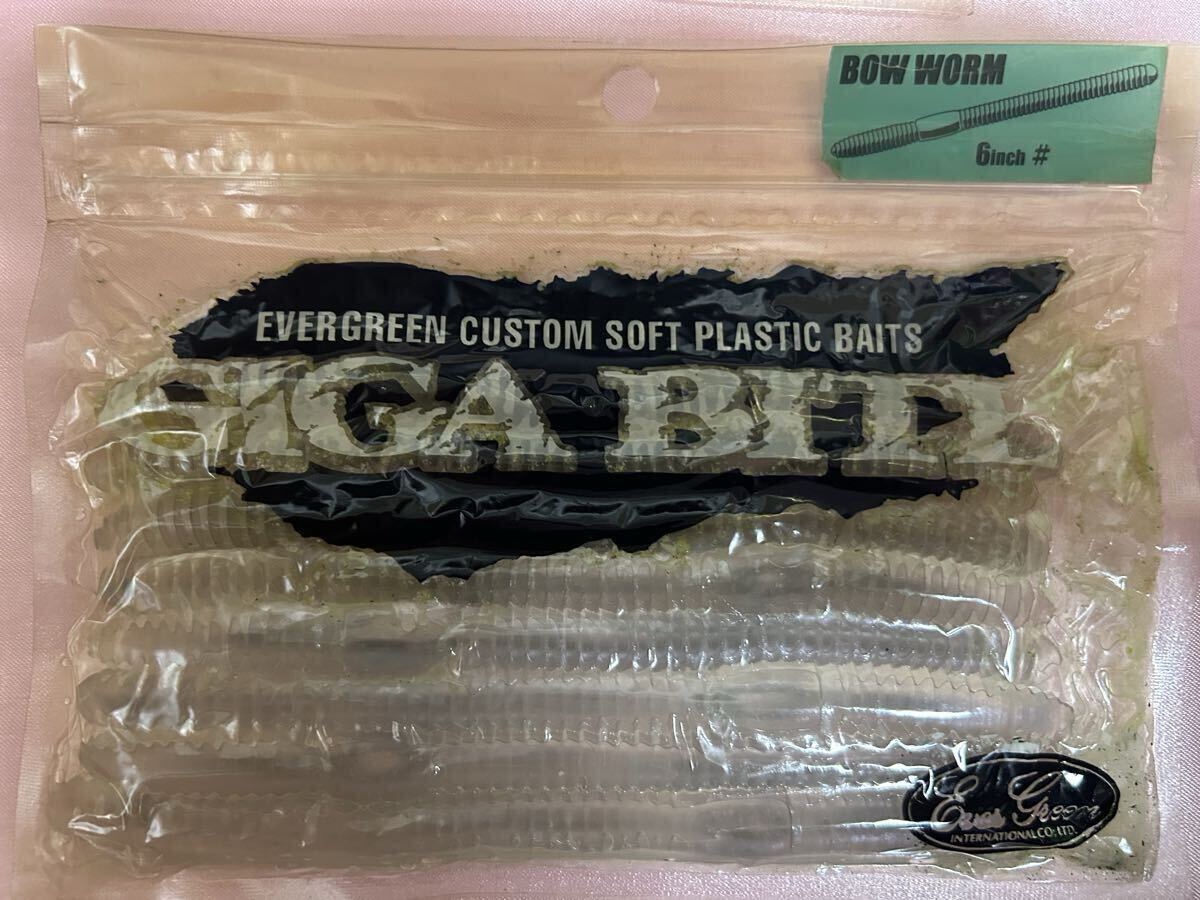 BOW WORM
6inch #
EVERGREEN CUSTOM SOFT PLASTIC BAITS
GIGA-BITE
Ever Green
INTERNATIONAL CO.,LTD.